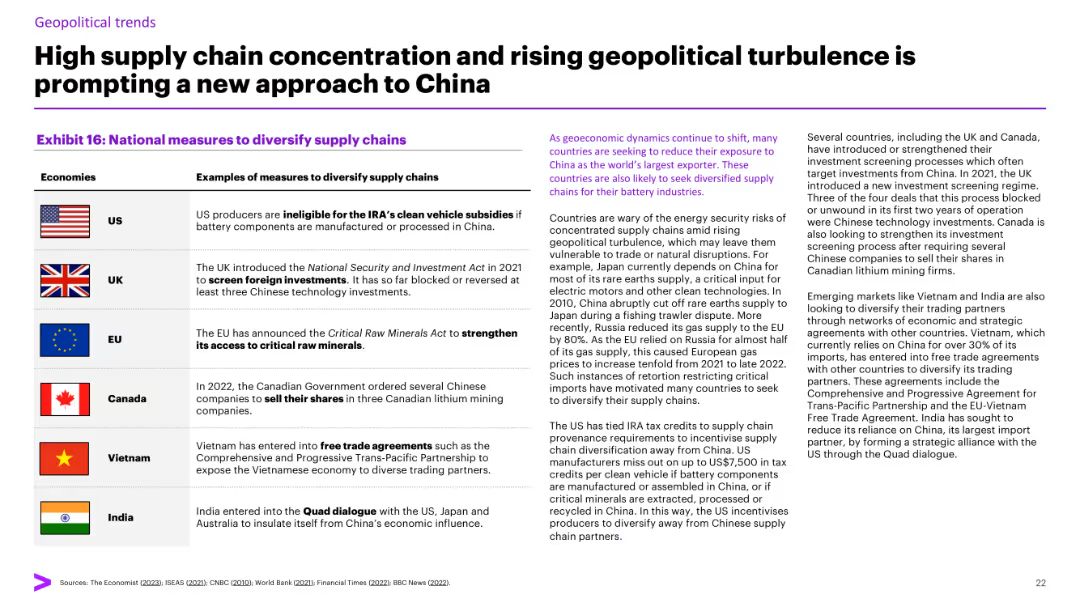 Geopolitical trends
High supply chain concentration and rising geopolitical turbulence is
prompting a new approach to China
Exhibit 16: National measures to diversify supply chains
Economies
Examples of measures to diversify supply chains
US
US producers are ineligible for the IRA's clean vehicle subsidies if
battery components are manufactured or processed in China.
UK
The UK introduced the National Security and Investment Act in 2021
to screen foreign investments. It has so far blocked or reversed at
least three Chinese technology investments.
EU
The EU has announced the Critical Raw Minerals Act to strengthen
its access to critical raw minerals.
Canada
In 2022, the Canadian Government ordered several Chinese
companies to sell their shares in three Canadian lithium mining
companies.
Vietnam
Vietnam has entered into free trade agreements such as the
Comprehensive and Progressive Trans-Pacific Partnership to
expose the Vietnamese economy to diverse trading partners.
India
India entered into the Quad dialogue with the US, Japan and
Australia to insulate itself from China's economic influence.
As geoeconomic dynamics continue to shift, many
countries are seeking to reduce their exposure to
China as the world's largest exporter. These
countries are also likely to seek diversified supply
chains for their battery industries.
Countries are wary of the energy security risks of
concentrated supply chains amid rising
geopolitical turbulence, which may leave them
vulnerable to trade or natural disruptions. For
example, Japan currently depends on China for
most of its rare earths supply, a critical input for
electric motors and other clean technologies. In
2010, China abruptly cut off rare earths supply to
Japan during a fishing trawler dispute. More
recently, Russia reduced its gas supply to the EU
by 80%. As the EU relied on Russia for almost half
of its gas supply, this caused European gas
prices to increase tenfold from 2021 to late 2022.
Such instances of retortion restricting critical
imports have motivated many countries to seek
to diversify their supply chains.
The US has tied IRA tax credits to supply chain
provenance requirements to incentivise supply
chain diversification away from China. US
manufacturers miss out on up to US$7,500 in tax
credits per clean vehicle if battery components
are manufactured or assembled in China, or if
critical minerals are extracted, processed or
recycled in China. In this way, the US incentivises
producers to diversify away from Chinese supply
chain partners.
Several countries, including the UK and Canada,
have introduced or strengthened their
investment screening processes which often
target investments from China. In 2021, the UK
introduced a new investment screening regime.
Three of the four deals that this process blocked
or unwound in its first two years of operation
were Chinese technology investments. Canada is
also looking to strengthen its investment
screening process after requiring several
Chinese companies to sell their shares in
Canadian lithium mining firms.
Emerging markets like Vietnam and India are also
looking to diversify their trading partners
through networks of economic and strategic
agreements with other countries. Vietnam, which
currently relies on China for over 30% of its
imports, has entered into free trade agreements
with other countries to diversify its trading
partners. These agreements include the
Comprehensive and Progressive Agreement for
Trans-Pacific Partnership and the EU-Vietnam
Free Trade Agreement. India has sought to
reduce its reliance on China, its largest import
partner, by forming a strategic alliance with the
US through the Quad dialogue.
Sources: The Economist (2023); ISEAS (2021); CNBC (2010); World Bank (2021); Financial Times (2022); BBC News (2022).
22